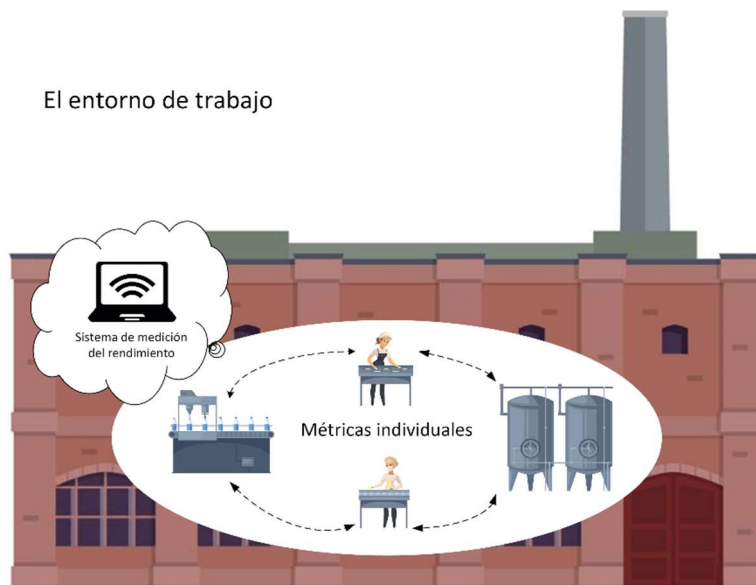 El entorno de trabajo
Sistema de medición
del rendimiento
Métricas individuales